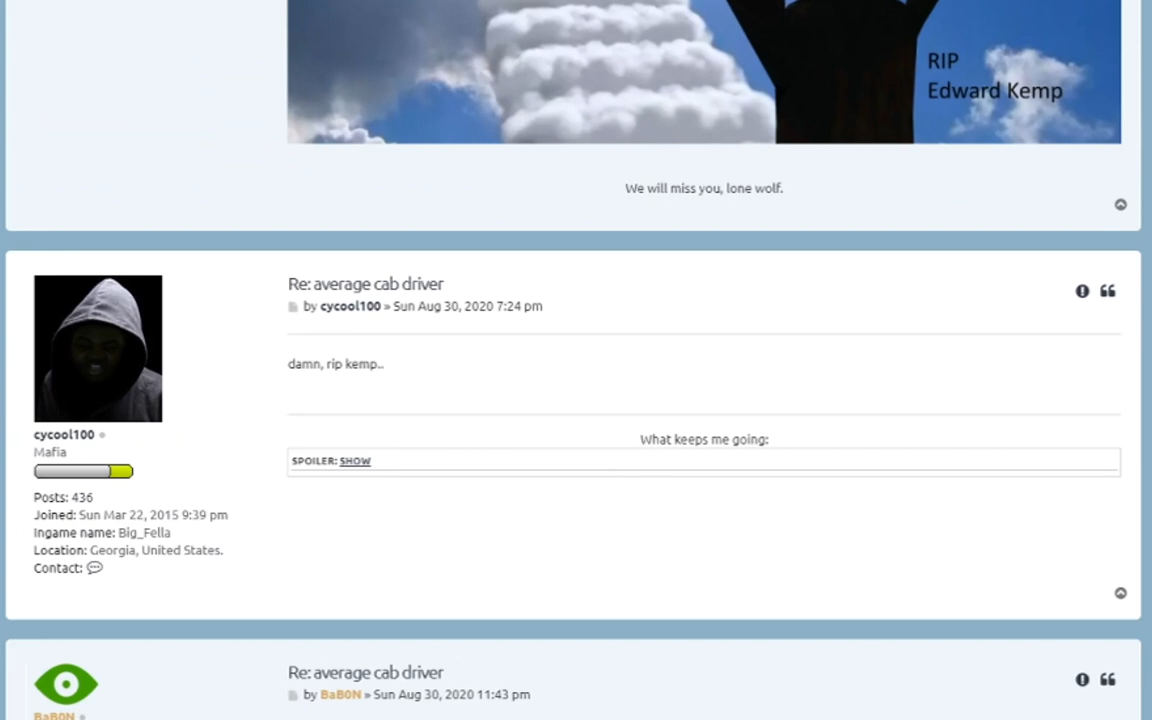 RIP
Edward Kemp
We will miss you, lone wolf.
Re: average cab driver
by cycool100 » Sun Aug 30, 2020 7:24 pm
damn, rip kemp..
cycool100
Mafia
Posts: 436
Joined: Sun Mar 22, 2015 9:39 pm
Ingame name: Big_Fella
Location: Georgia, United States.
Contact:
What keeps me going:
SPOILER: SHOW
Re: average cab driver
by BaB0N » Sun Aug 30, 2020 11:43 pm
BaB0N